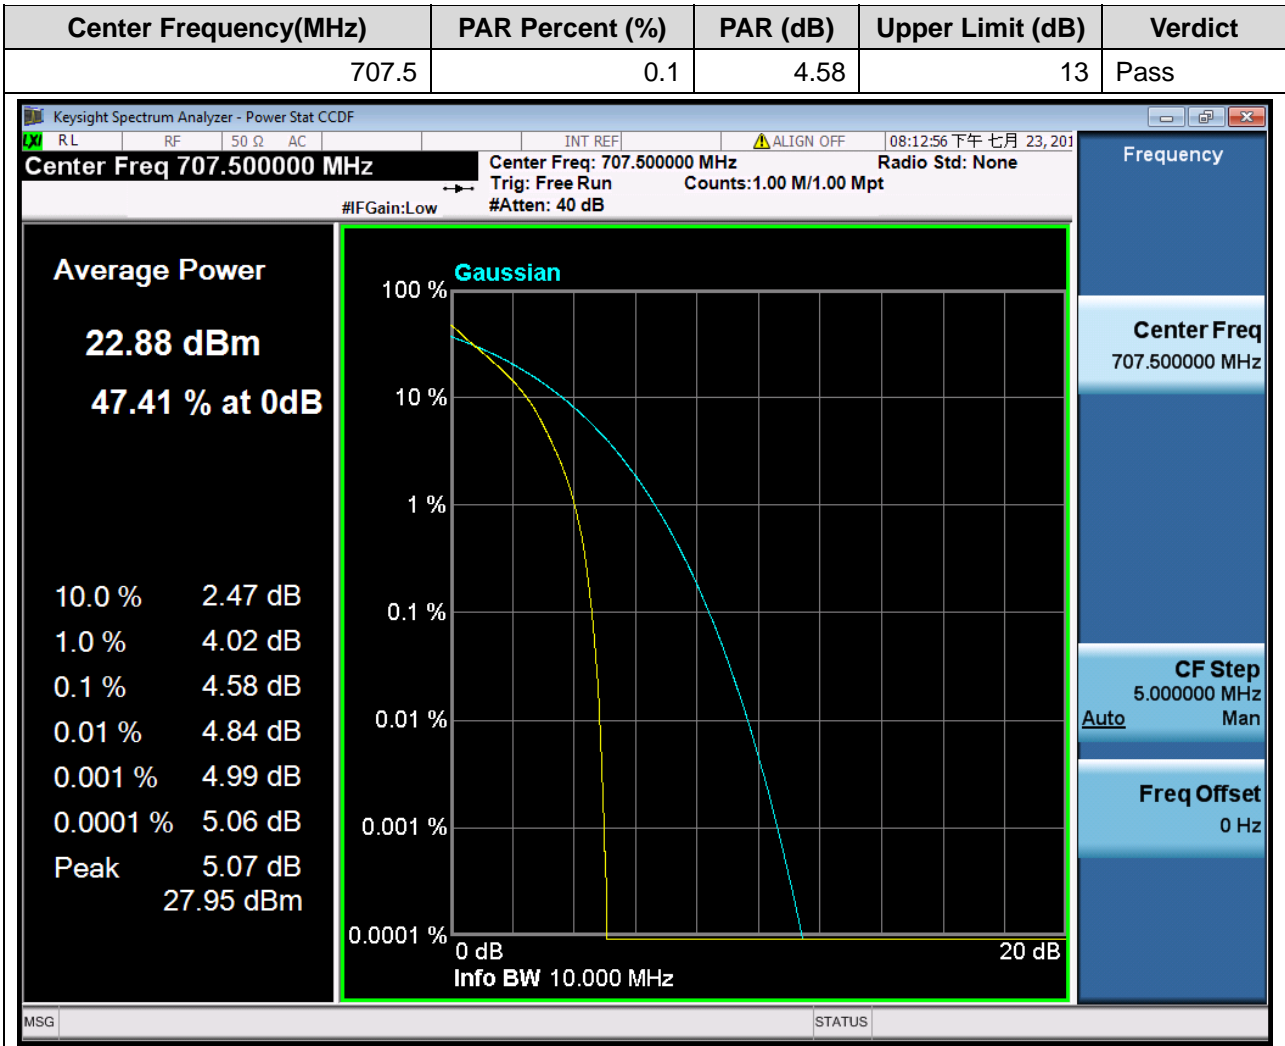 Center Frequency(MHz) PAR Percent (%) PAR (dB) Upper Limit (dB) Verdict
707.5 0.1 4.58 13 Pass
Keysight Spectrum Analyzer - Power Stat CCDF
LXI RL RF 50 Ω AC INT REF ALIGN OFF 08:12:56 下午 七月 23, 201
Center Freq 707.500000 MHz
Center Freq: 707.500000 MHz Radio Std: None
Trig: Free Run Counts:1.00 M/1.00 Mpt
#IFGain:Low #Atten: 40 dB
Frequency
Average Power
22.88 dBm
47.41 % at 0dB
10.0 % 2.47 dB
1.0 % 4.02 dB
0.1 % 4.58 dB
0.01 % 4.84 dB
0.001 % 4.99 dB
0.0001 % 5.06 dB
Peak 5.07 dB
27.95 dBm
Gaussian
100 %
10 %
1 %
0.1 %
0.01 %
0.001 %
0.0001 %
0 dB 20 dB
Info BW 10.000 MHz
Center Freq
707.500000 MHz
CF Step
5.000000 MHz
Auto Man
Freq Offset
0 Hz
MSG STATUS